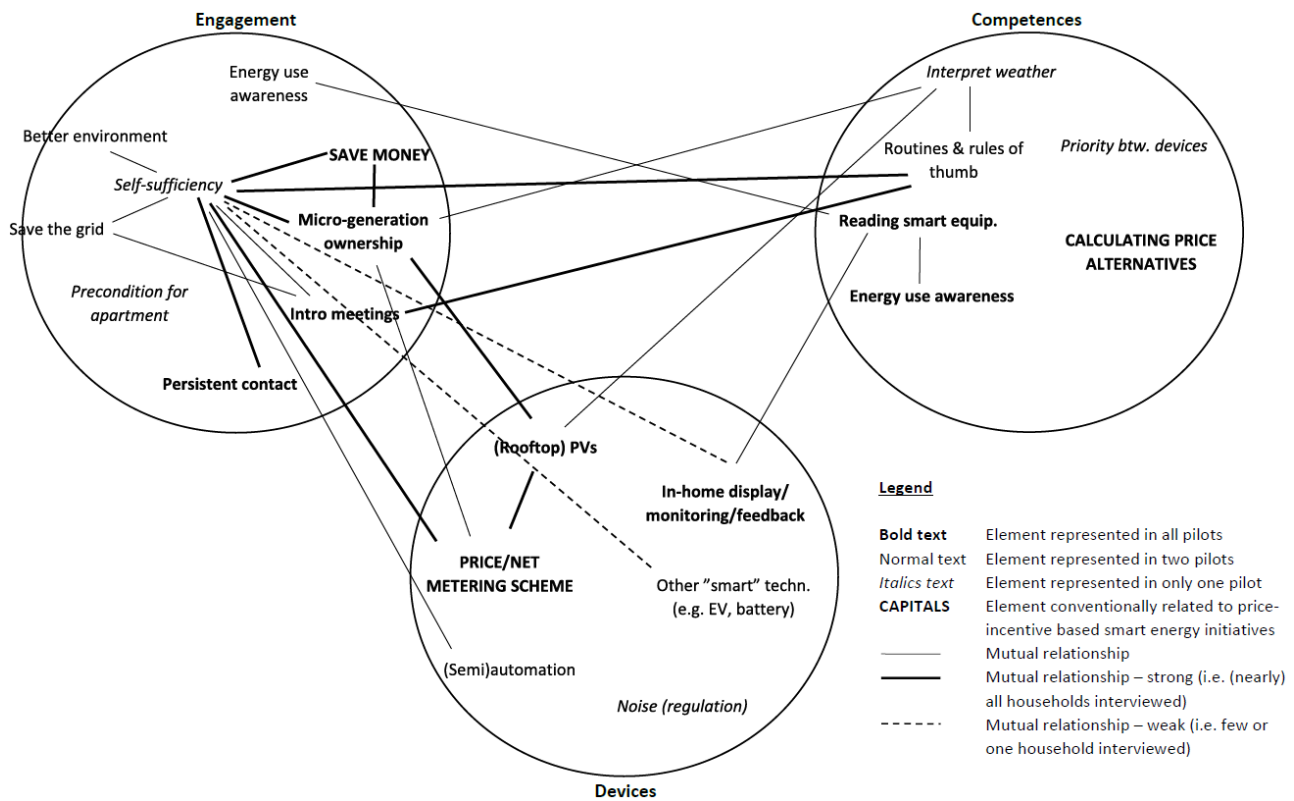 Engagement
Competences
Energy use
awareness
Better environment
SAVE MONEY
Self-sufficiency
Save the grid
Micro-generation
ownership
Precondition for
apartment
Intro meetings
Persistent contact
Interpret weather
Routines & rules of
thumb
Priority btw. devices
Reading smart equip.
CALCULATING PRICE
ALTERNATIVES
Energy use awareness
(Rooftop) PVs
In-home display/
monitoring/feedback
PRICE/NET
METERING SCHEME
Other ”smart” techn.
(e.g. EV, battery)
(Semi)automation
Noise (regulation)
Devices
Legend
Bold text Element represented in all pilots
Normal text Element represented in two pilots
Italics text Element represented in only one pilot
CAPITALS Element conventionally related to price-
incentive based smart energy initiatives
Mutual relationship
Mutual relationship – strong (i.e. (nearly)
all households interviewed)
Mutual relationship – weak (i.e. few or
one household interviewed)